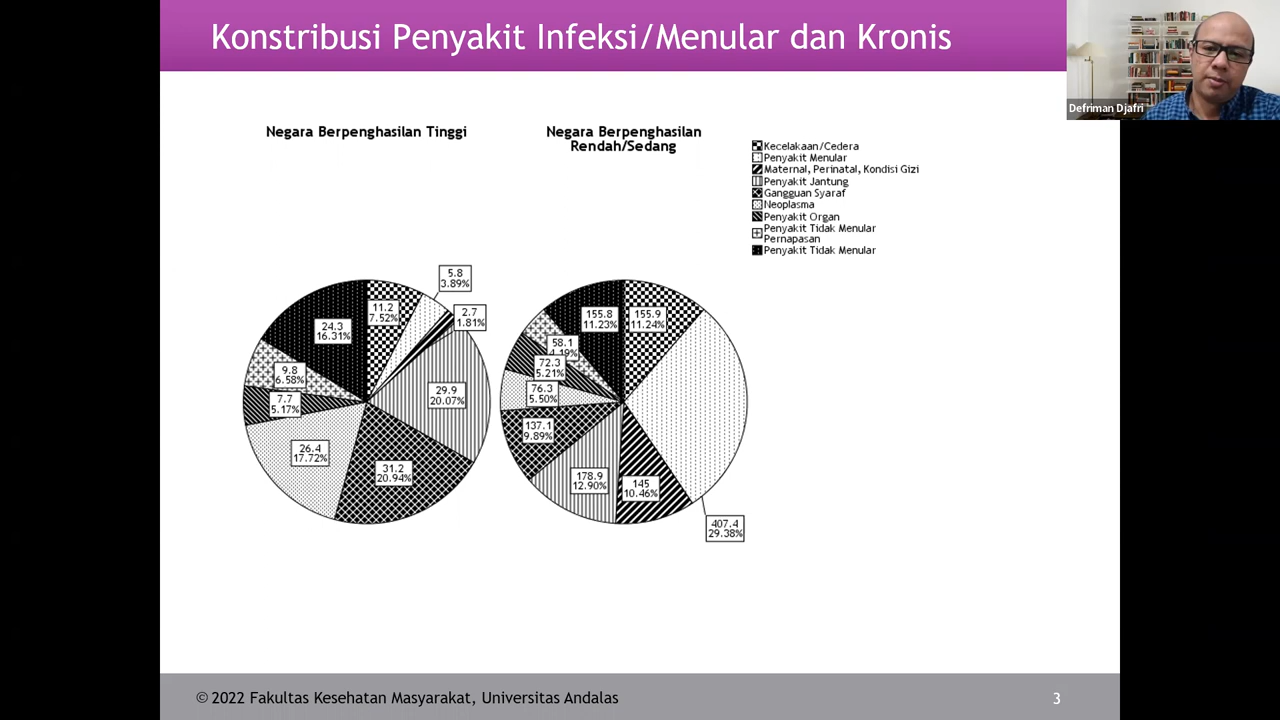 Konstribusi Penyakit Infeksi/Menular dan Kronis
Defriman Djafri
Negara Berpenghasilan Tinggi
Negara Berpenghasilan
Rendah/Sedang
Kecelakaan/Cedera
Penyakit Menular
Maternal, Perinatal, Kondisi Gizi
Penyakit Jantung
Gangguan Syaraf
Neoplasma
Penyakit Organ
Penyakit Tidak Menular
Pernapasan
Penyakit Tidak Menular
5.8
3.89%
11.2
7.52%
2.7
1.81%
24.3
16.31%
9.8
6.58%
29.9
20.07%
7.7
5.17%
26.4
17.72%
31.2
20.94%
155.8
11.23%
155.9
11.24%
58.1
4.19%
72.3
5.21%
76.3
5.50%
137.1
9.89%
178.9
12.90%
145
10.46%
407.4
29.38%
© 2022 Fakultas Kesehatan Masyarakat, Universitas Andalas
3